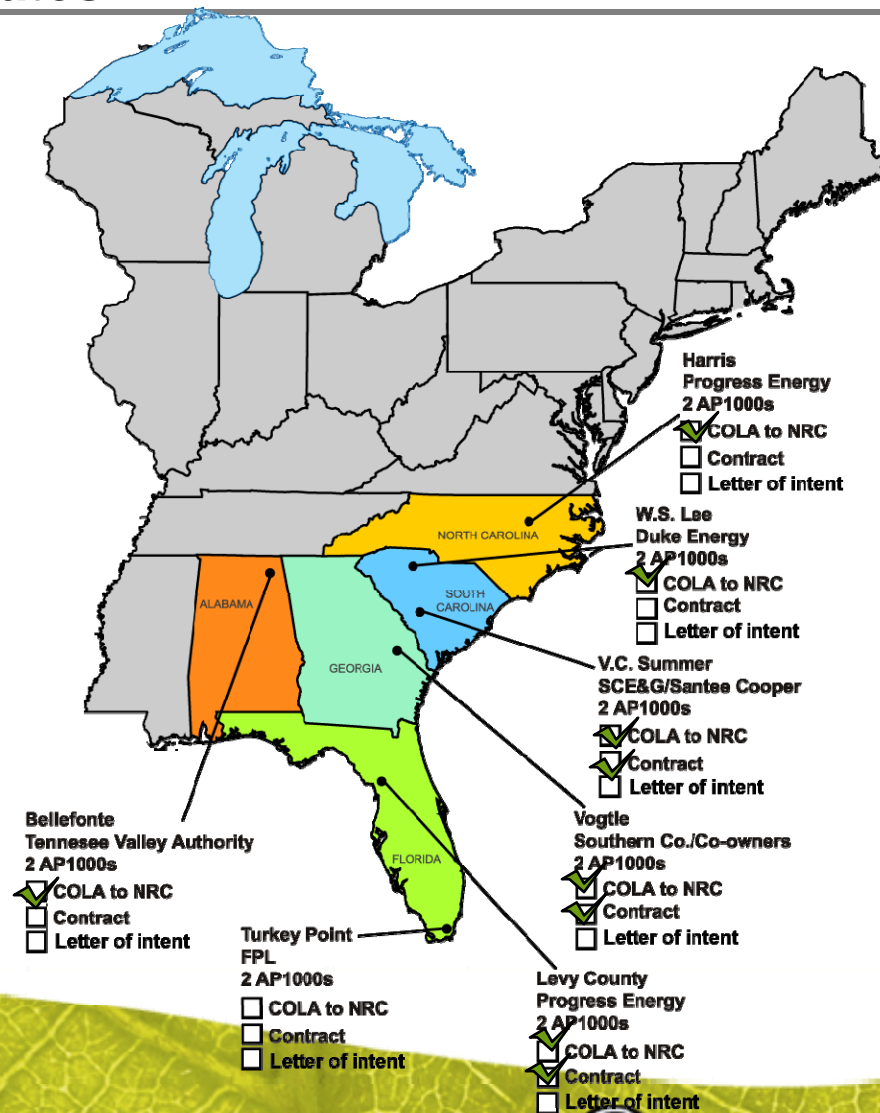 Harris
Progress Energy
2 AP1000s
COLA to NRC
Contract
Letter of intent
W.S. Lee
Duke Energy
2 AP1000s
COLA to NRC
Contract
Letter of intent
NORTH CAROLINA
SOUTH
CAROLINA
ALABAMA
GEORGIA
V.C. Summer
SCE&G/Santee Cooper
2 AP1000s
COLA to NRC
Contract
Letter of intent
Bellefonte
Tennesee Valley Authority
2 AP1000s
COLA to NRC
Contract
Letter of intent
Vogtle
Southern Co./Co-owners
2 AP1000s
COLA to NRC
Contract
Letter of intent
FLORIDA
Turkey Point
FPL
2 AP1000s
COLA to NRC
Contract
Letter of intent
Levy County
Progress Energy
2 AP1000s
COLA to NRC
Contract
Letter of intent